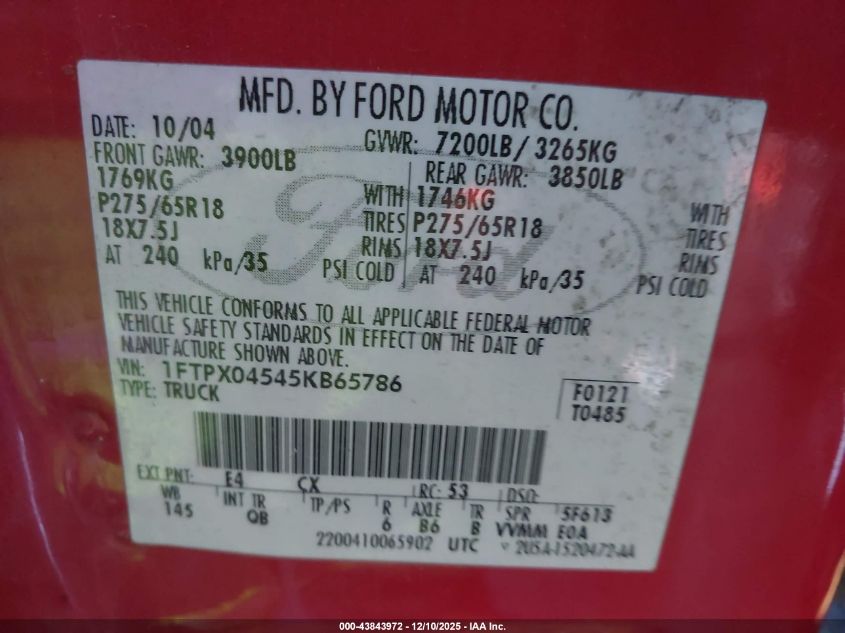 MFD. BY FORD MOTOR CO.
DATE: 10/04 GVWR: 7200LB/ 3265KG
FRONT GAWR: 3900LB REAR GAWR: 3850LB
1769KG WITH 1746KG WITH
P275/65R18 TIRES P275/65R18 TIRES
18X7.5J RIMS 18X7.5J RIMS
AT 240 kPa/35 PSI COLD AT 240 kPa/35 PSI COLD
Ford
THIS VEHICLE CONFORMS TO ALL APPLICABLE FEDERAL MOTOR
VEHICLE SAFETY STANDARDS IN EFFECT ON THE DATE OF
MANUFACTURE SHOWN ABOVE.
VIN: 1FTPX04545KB65786
TYPE: TRUCK
F0121
T0485
EXT PNT: E4 CX RC: 53 DSO:
WB INT TR TP/PS R AXLE TR SPR 5F613
145 QB 6 B6 B VVMM EOA
2200410065902 UTC 2U5A-1520472-AA
000-43843972 - 12/10/2025 - IAA Inc.